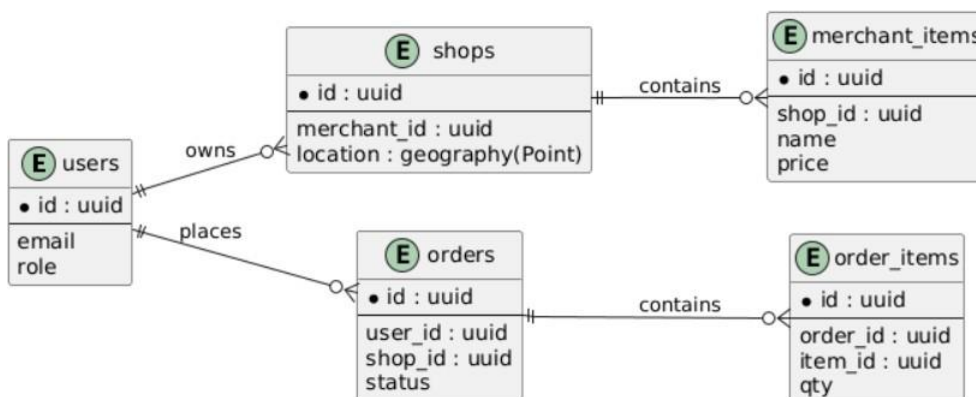 E shops
id : uuid
merchant_id : uuid
location : geography(Point)
contains
E merchant_items
id : uuid
shop_id : uuid
name
price
E users
id : uuid
email
role
owns
places
E orders
id : uuid
user_id : uuid
shop_id : uuid
status
contains
E order_items
id : uuid
order_id : uuid
item_id : uuid
qty